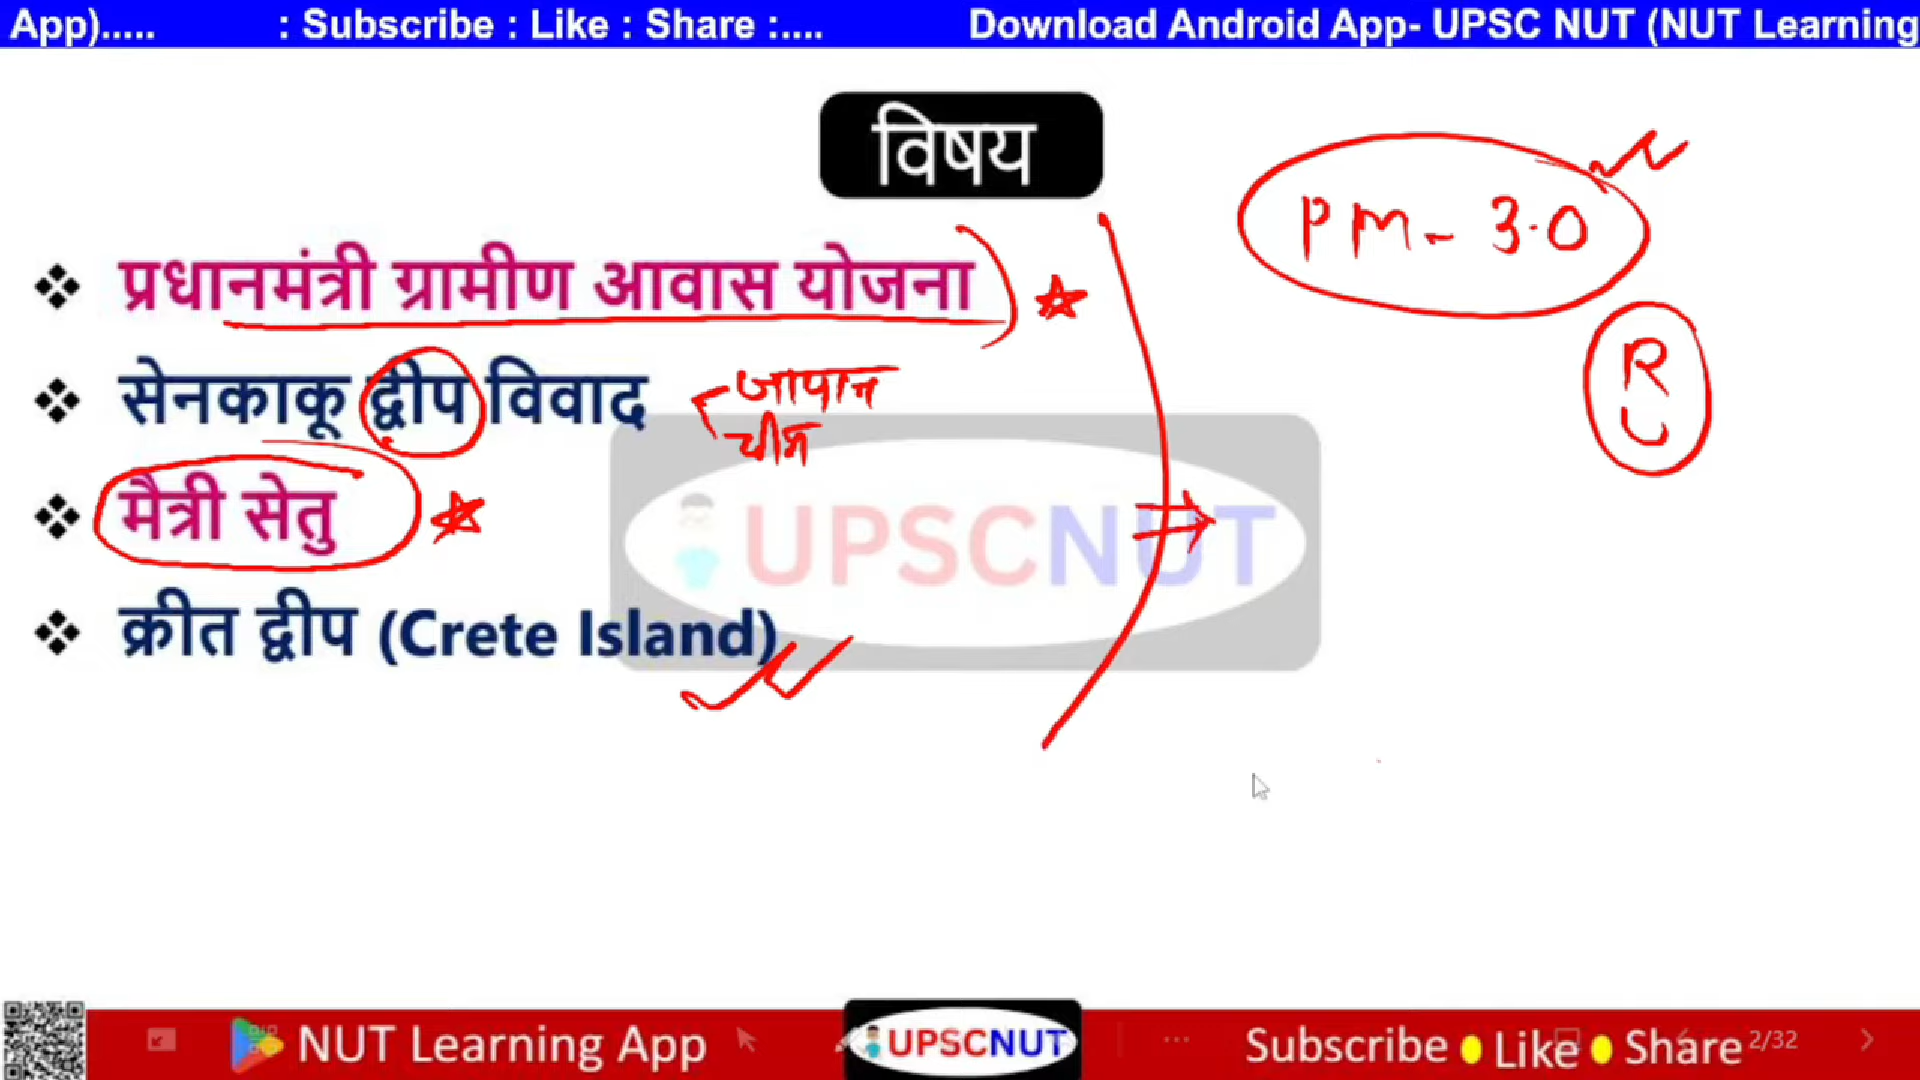 App)..... : Subscribe : Like : Share :.... Download Android App- UPSC NUT (NUT Learning
विषय
PM- 3.0
प्रधानमंत्री ग्रामीण आवास योजना
R
U
सेनकाकू द्वीप विवाद
जापान
चीन
मैत्री सेतु
UPSCNUT
क्रीत द्वीप (Crete Island)
NUT Learning App
UPSCNUT
Subscribe Like Share
2/32